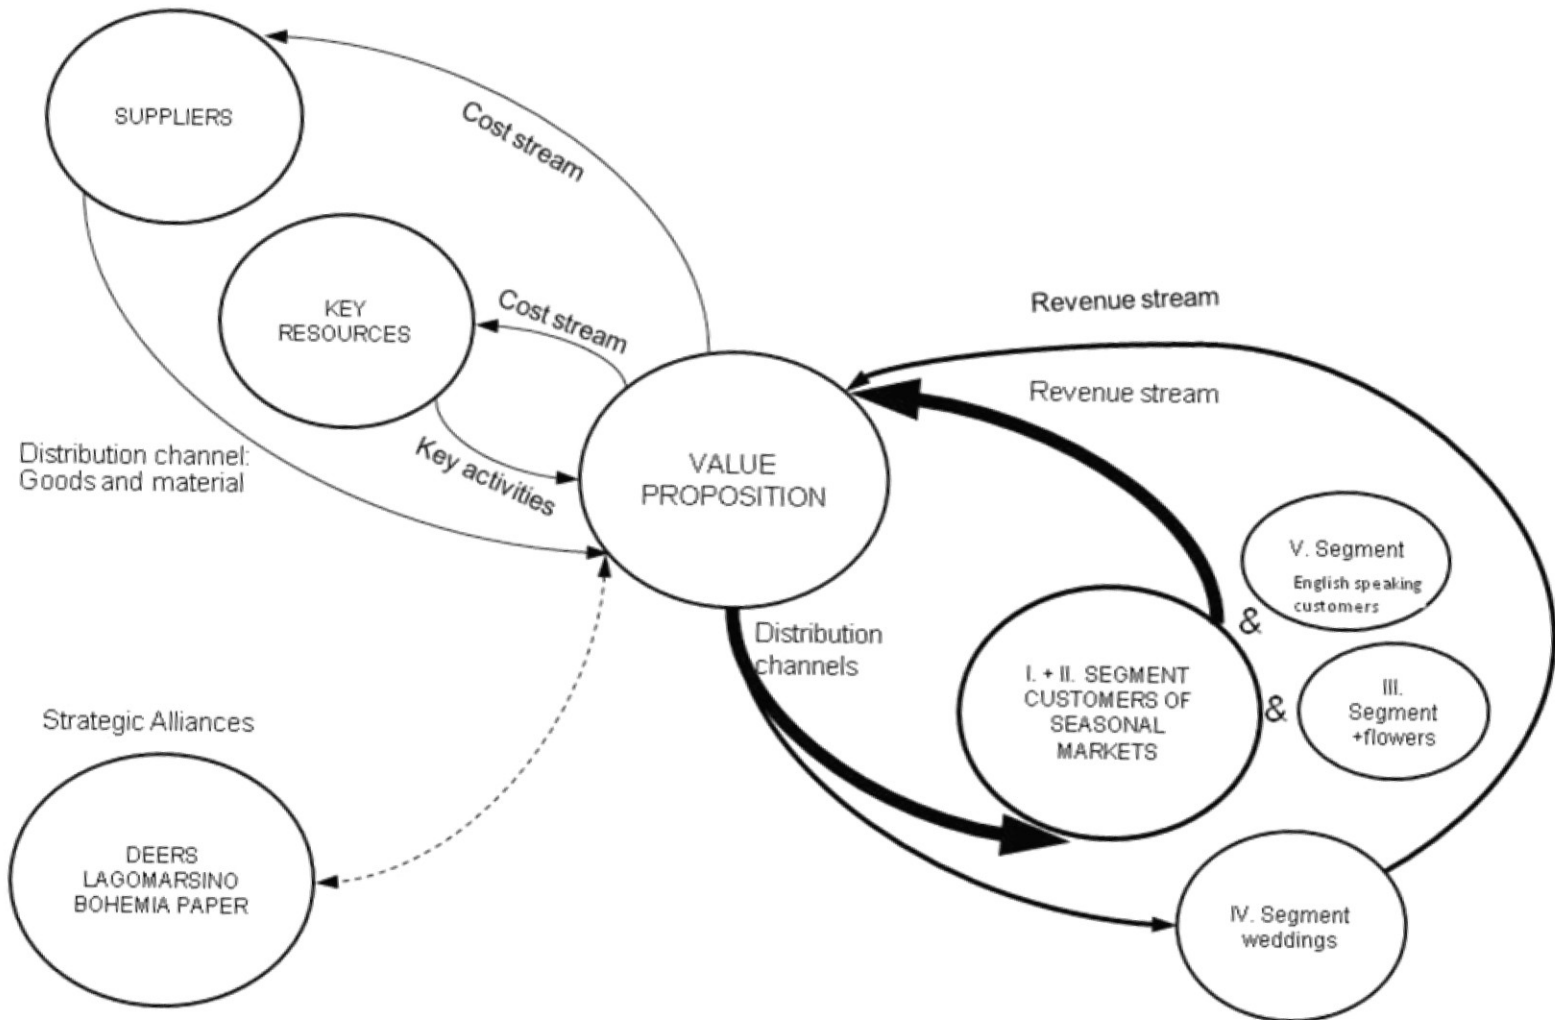 SUPPLIERS
Cost stream
KEY
RESOURCES
Cost stream
Key activities
Distribution channel:
Goods and material
VALUE
PROPOSITION
Revenue stream
Revenue stream
V. Segment
English speaking
customers
&
I. + II. SEGMENT
CUSTOMERS OF
SEASONAL
MARKETS
&
III.
Segment
+flowers
Distribution
channels
Strategic Alliances
DEERS
LAGOMARSINO
BOHEMIA PAPER
IV. Segment
weddings